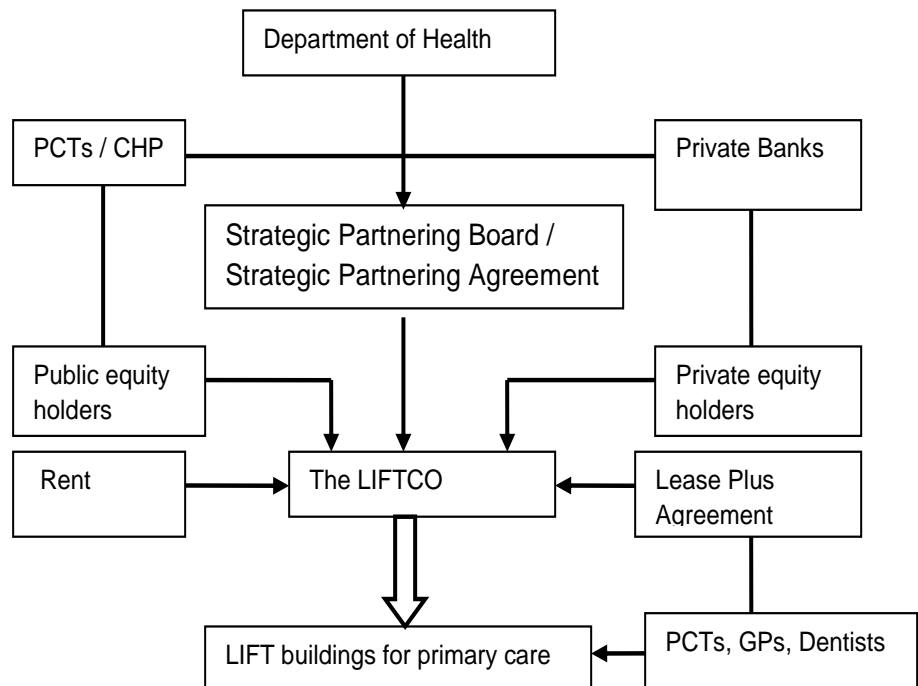 Department of Health
PCTs / CHP
Private Banks
Strategic Partnering Board /
Strategic Partnering Agreement
Public equity
holders
Private equity
holders
Rent
The LIFTCO
Lease Plus
Agreement
LIFT buildings for primary care
PCTs, GPs, Dentists